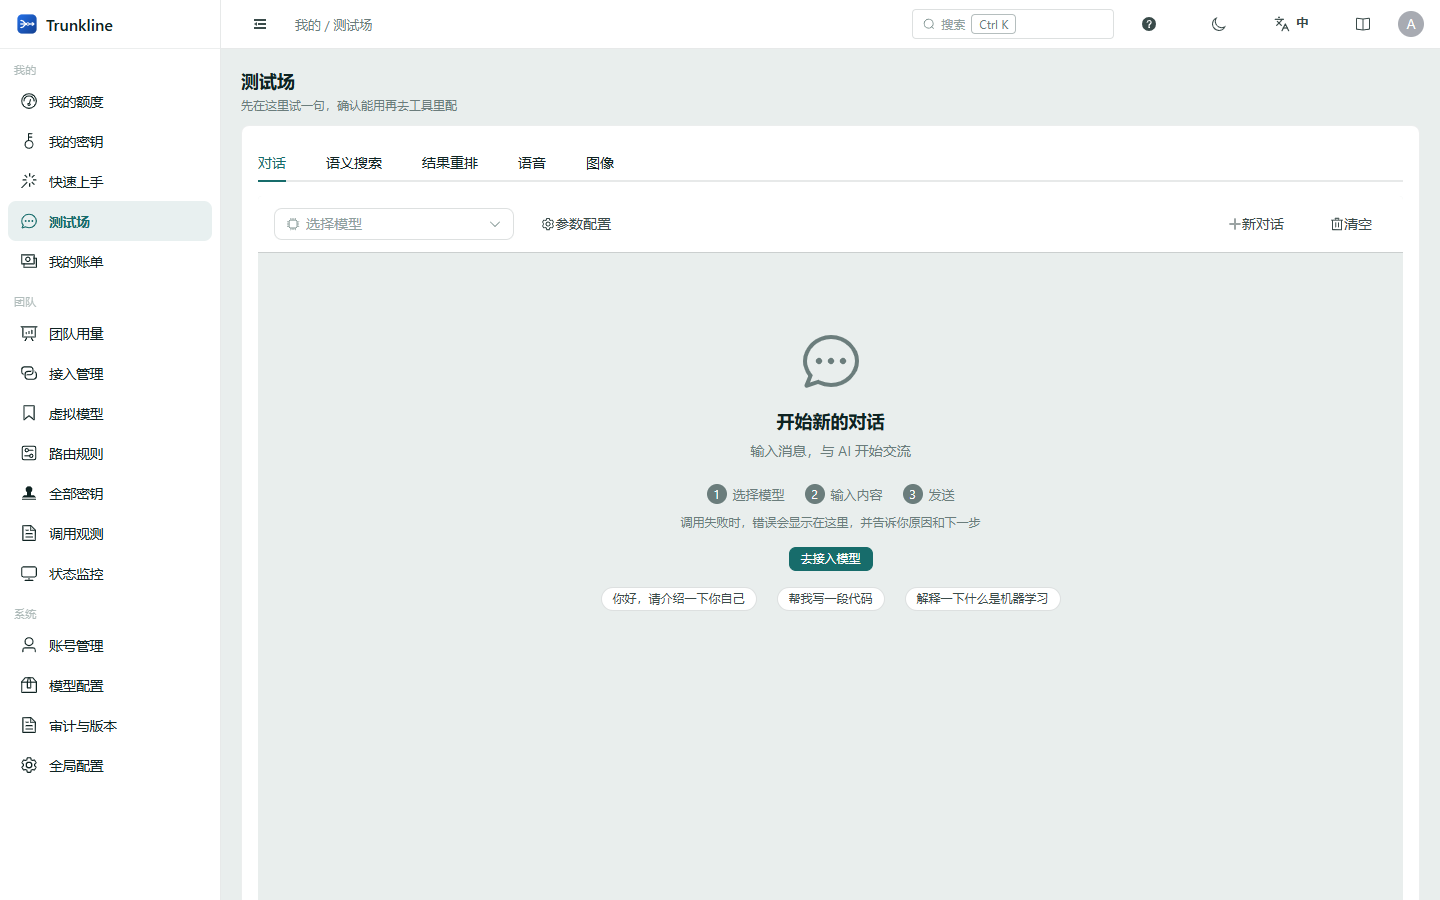 Trunkline
我的 / 测试场
搜索 Ctrl K
中
A
我的
我的额度
我的密钥
快速上手
测试场
我的账单
团队
团队用量
接入管理
虚拟模型
路由规则
全部密钥
调用观测
状态监控
系统
账号管理
模型配置
审计与版本
全局配置
测试场
先在这里试一句，确认能用再去工具里配
对话 语义搜索 结果重排 语音 图像
选择模型 参数配置 新对话 清空
开始新的对话
输入消息，与 AI 开始交流
1 选择模型 2 输入内容 3 发送
调用失败时，错误会显示在这里，并告诉你原因和下一步
去接入模型
你好，请介绍一下你自己 帮我写一段代码 解释一下什么是机器学习